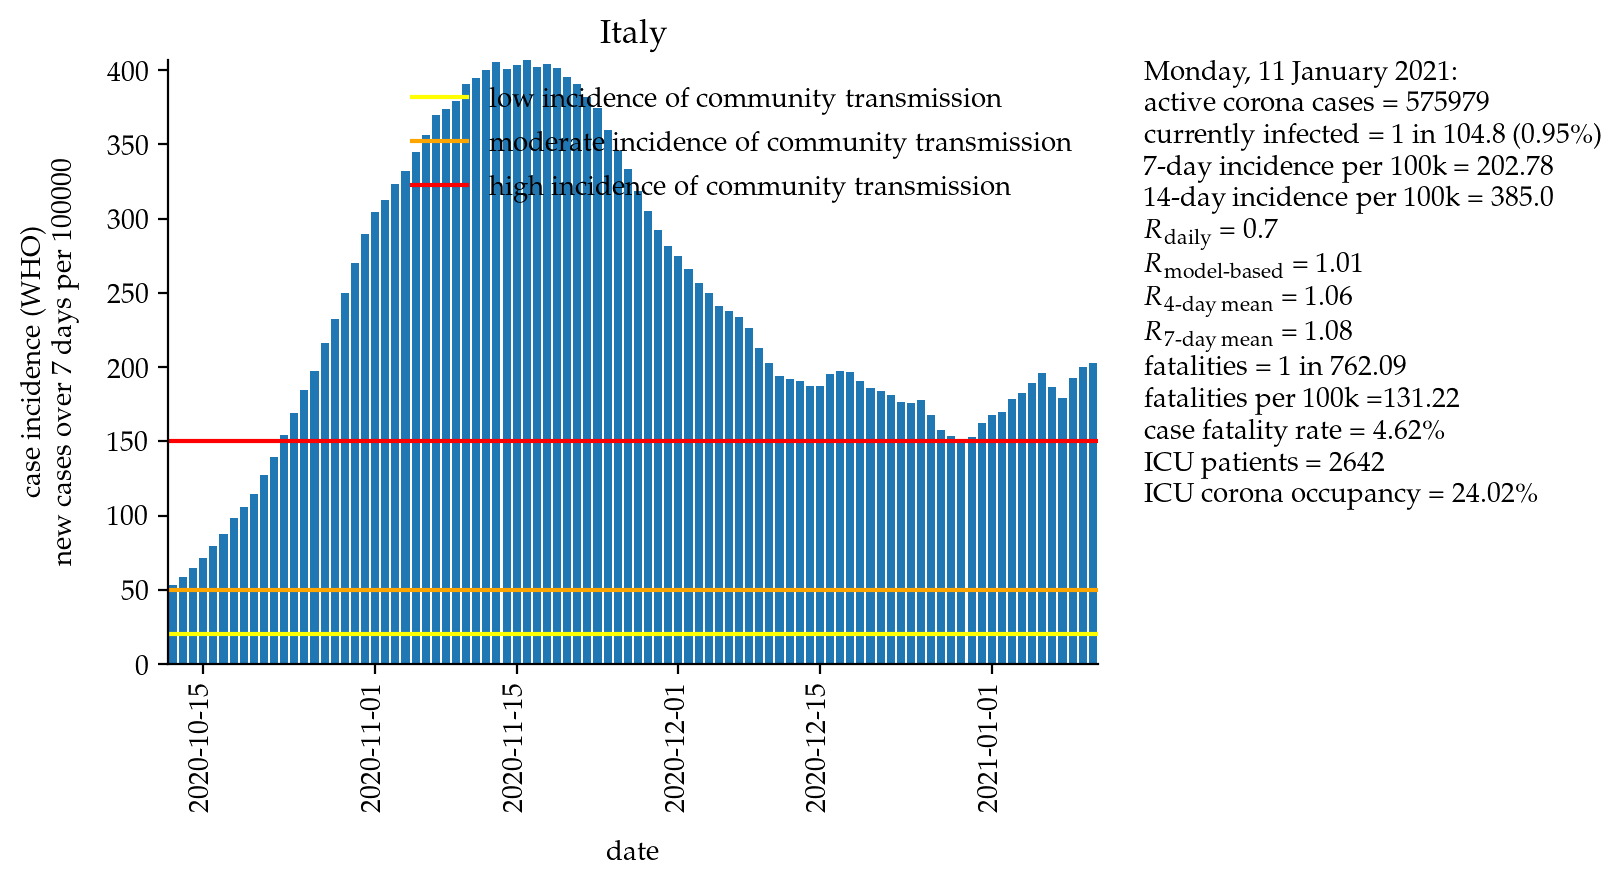 Italy
400
350
300
250
200
150
100
50
0
case incidence (WHO)
new cases over 7 days per 100000
low incidence of community transmission
moderate incidence of community transmission
high incidence of community transmission
2020-10-15
2020-11-01
2020-11-15
2020-12-01
2020-12-15
2021-01-01
date
Monday, 11 January 2021:
active corona cases = 575979
currently infected = 1 in 104.8 (0.95%)
7-day incidence per 100k = 202.78
14-day incidence per 100k = 385.0
R daily = 0.7
R model-based = 1.01
R 4-day mean = 1.06
R 7-day mean = 1.08
fatalities = 1 in 762.09
fatalities per 100k =131.22
case fatality rate = 4.62%
ICU patients = 2642
ICU corona occupancy = 24.02%